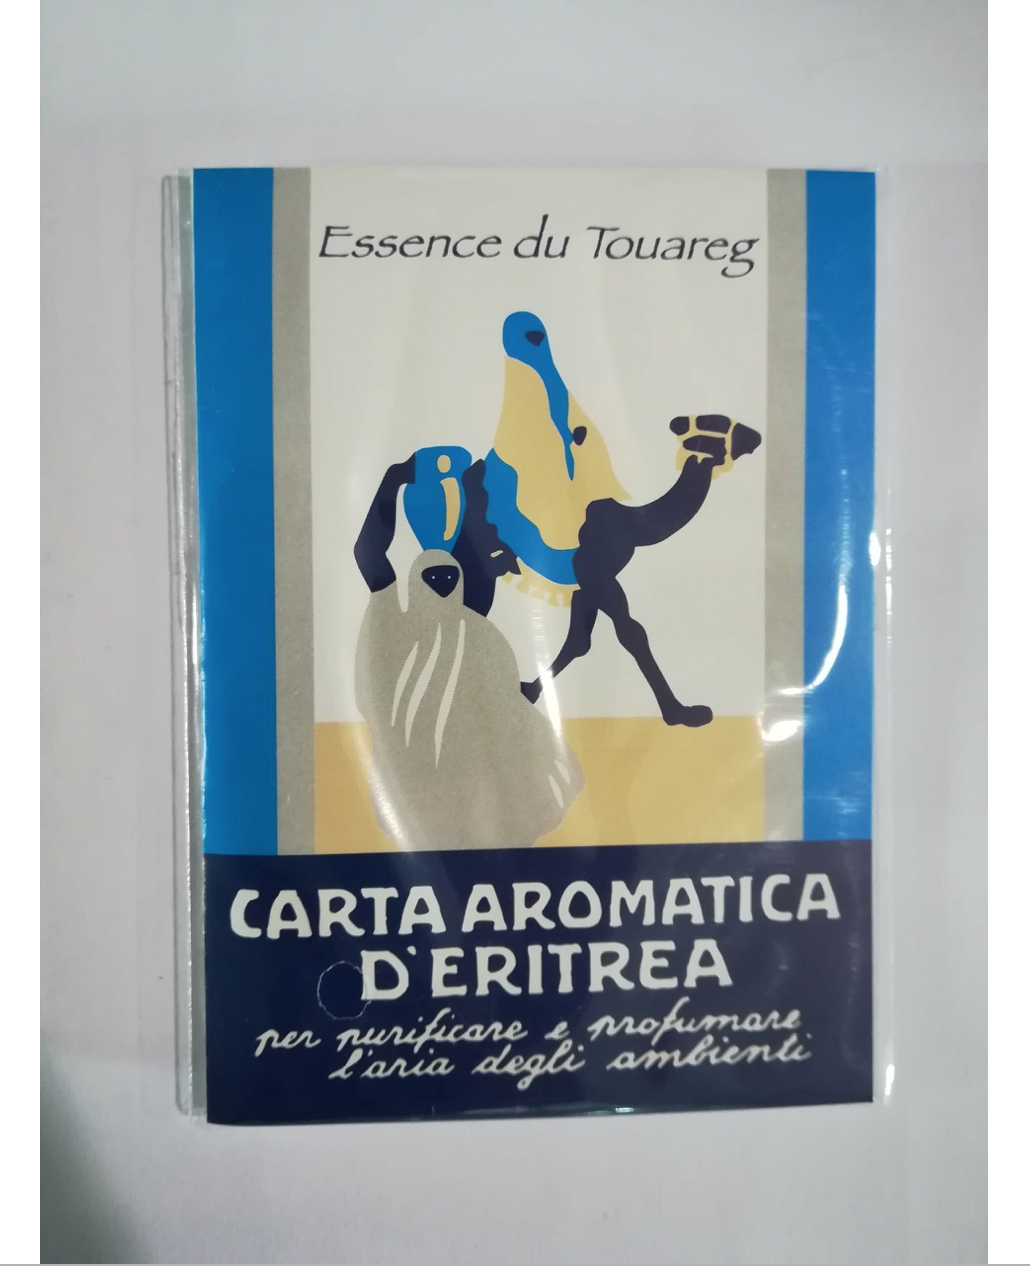 Essence du Touareg
CARTA AROMATICA
D'ERITREA
per purificare e profumare
l'aria degli ambienti